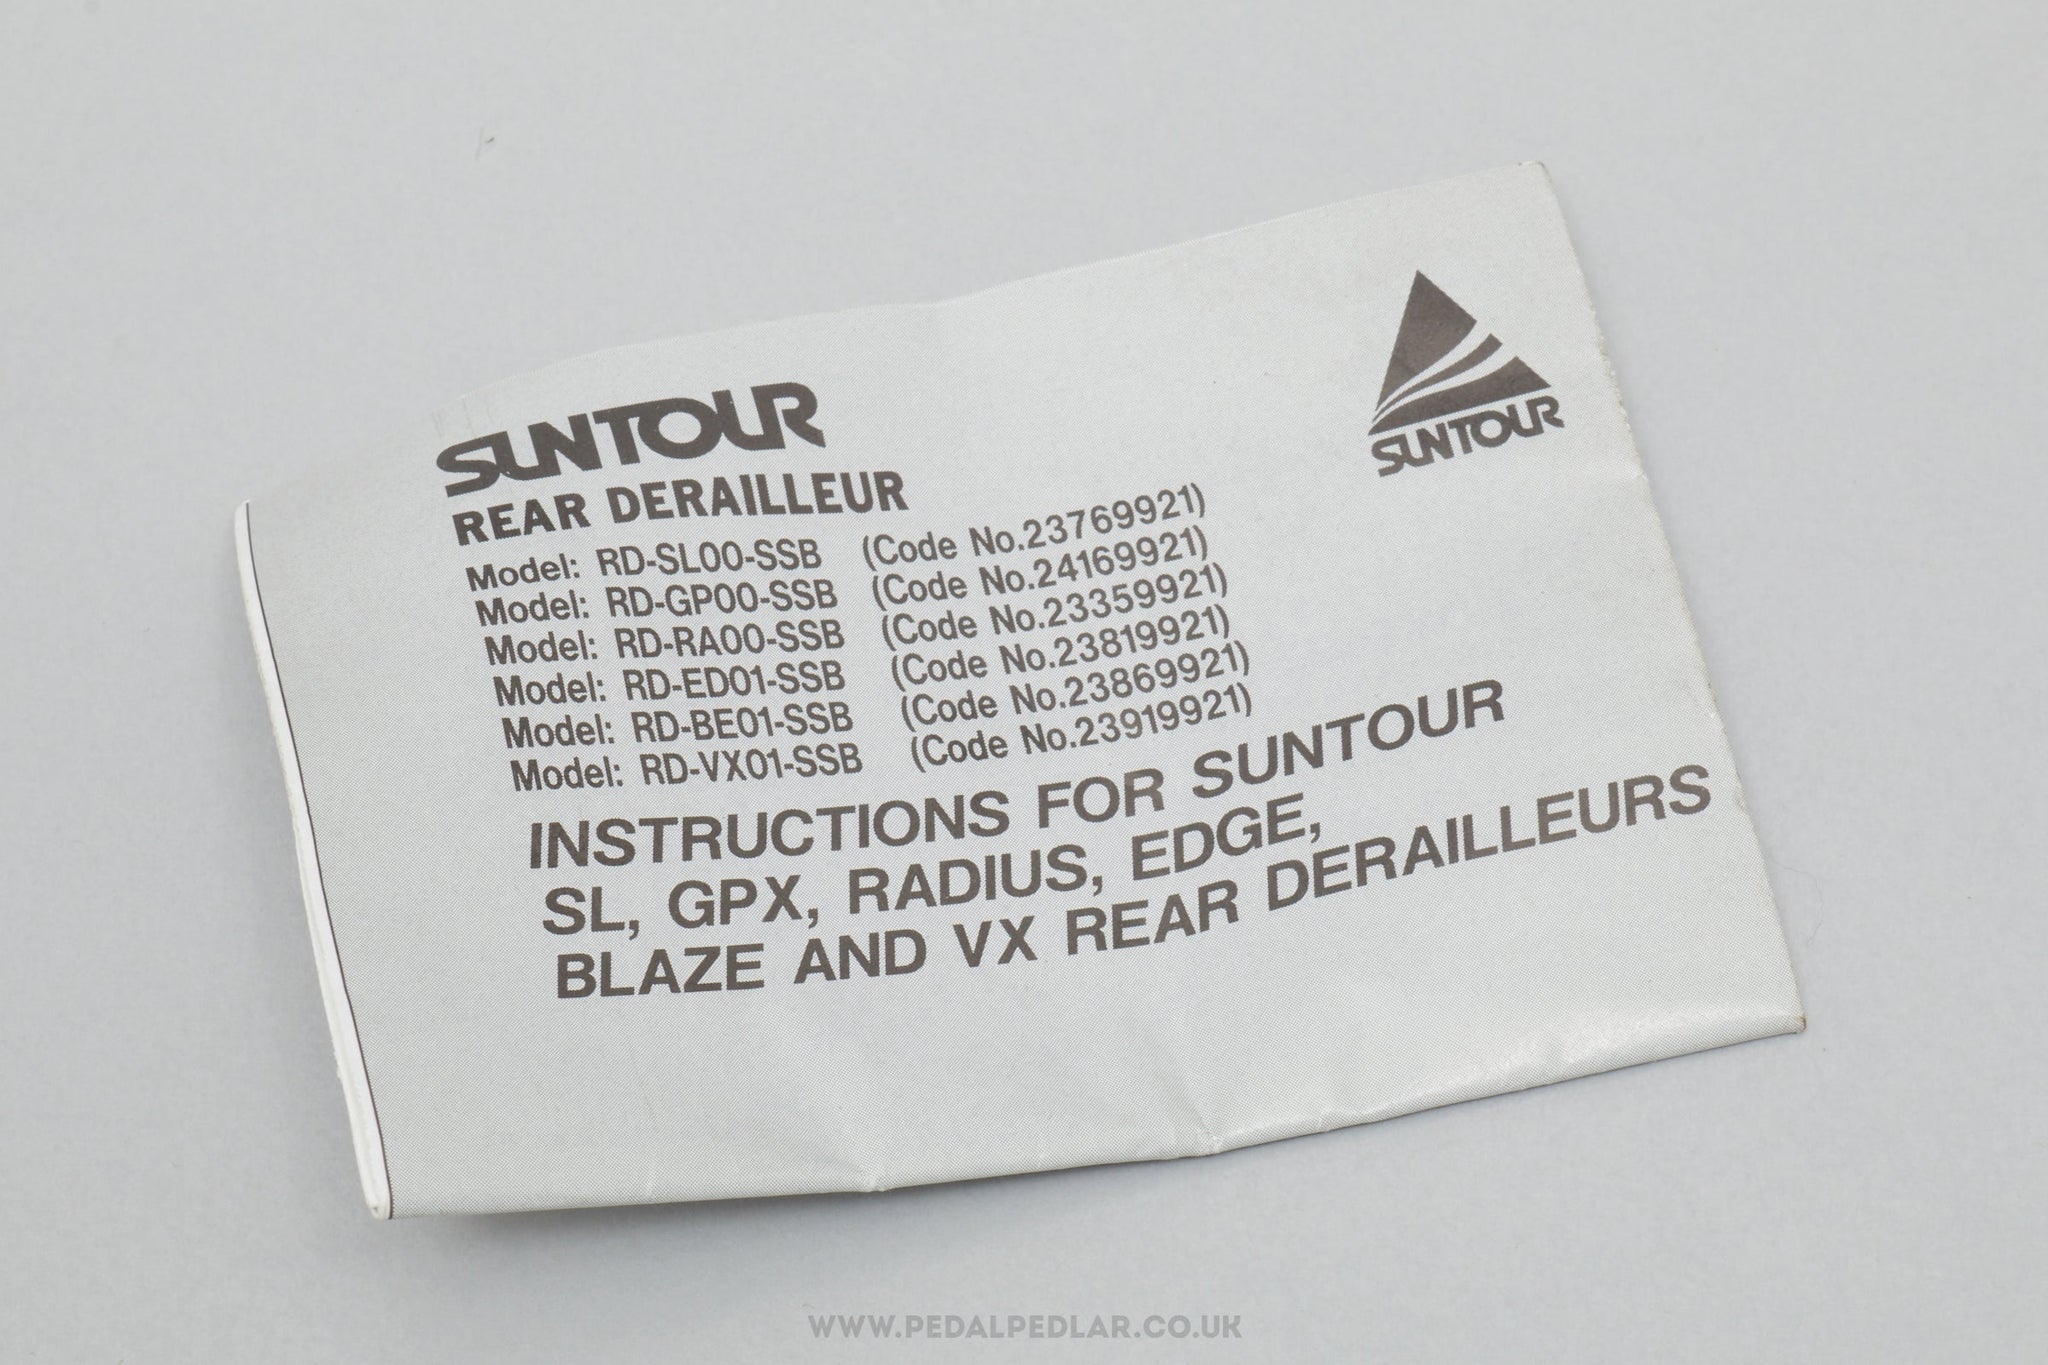 SUNTOUR
SUNTOUR
REAR DERAILLEUR
Model: RD-SL00-SSB (Code No.23769921)
Model: RD-GP00-SSB (Code No.24169921)
Model: RD-RA00-SSB (Code No.23359921)
Model: RD-ED01-SSB (Code No.23819921)
Model: RD-BE01-SSB (Code No.23869921)
Model: RD-VX01-SSB (Code No.23919921)
INSTRUCTIONS FOR SUNTOUR
SL, GPX, RADIUS, EDGE,
BLAZE AND VX REAR DERAILLEURS
WWW.PEDALPEDLAR.CO.UK